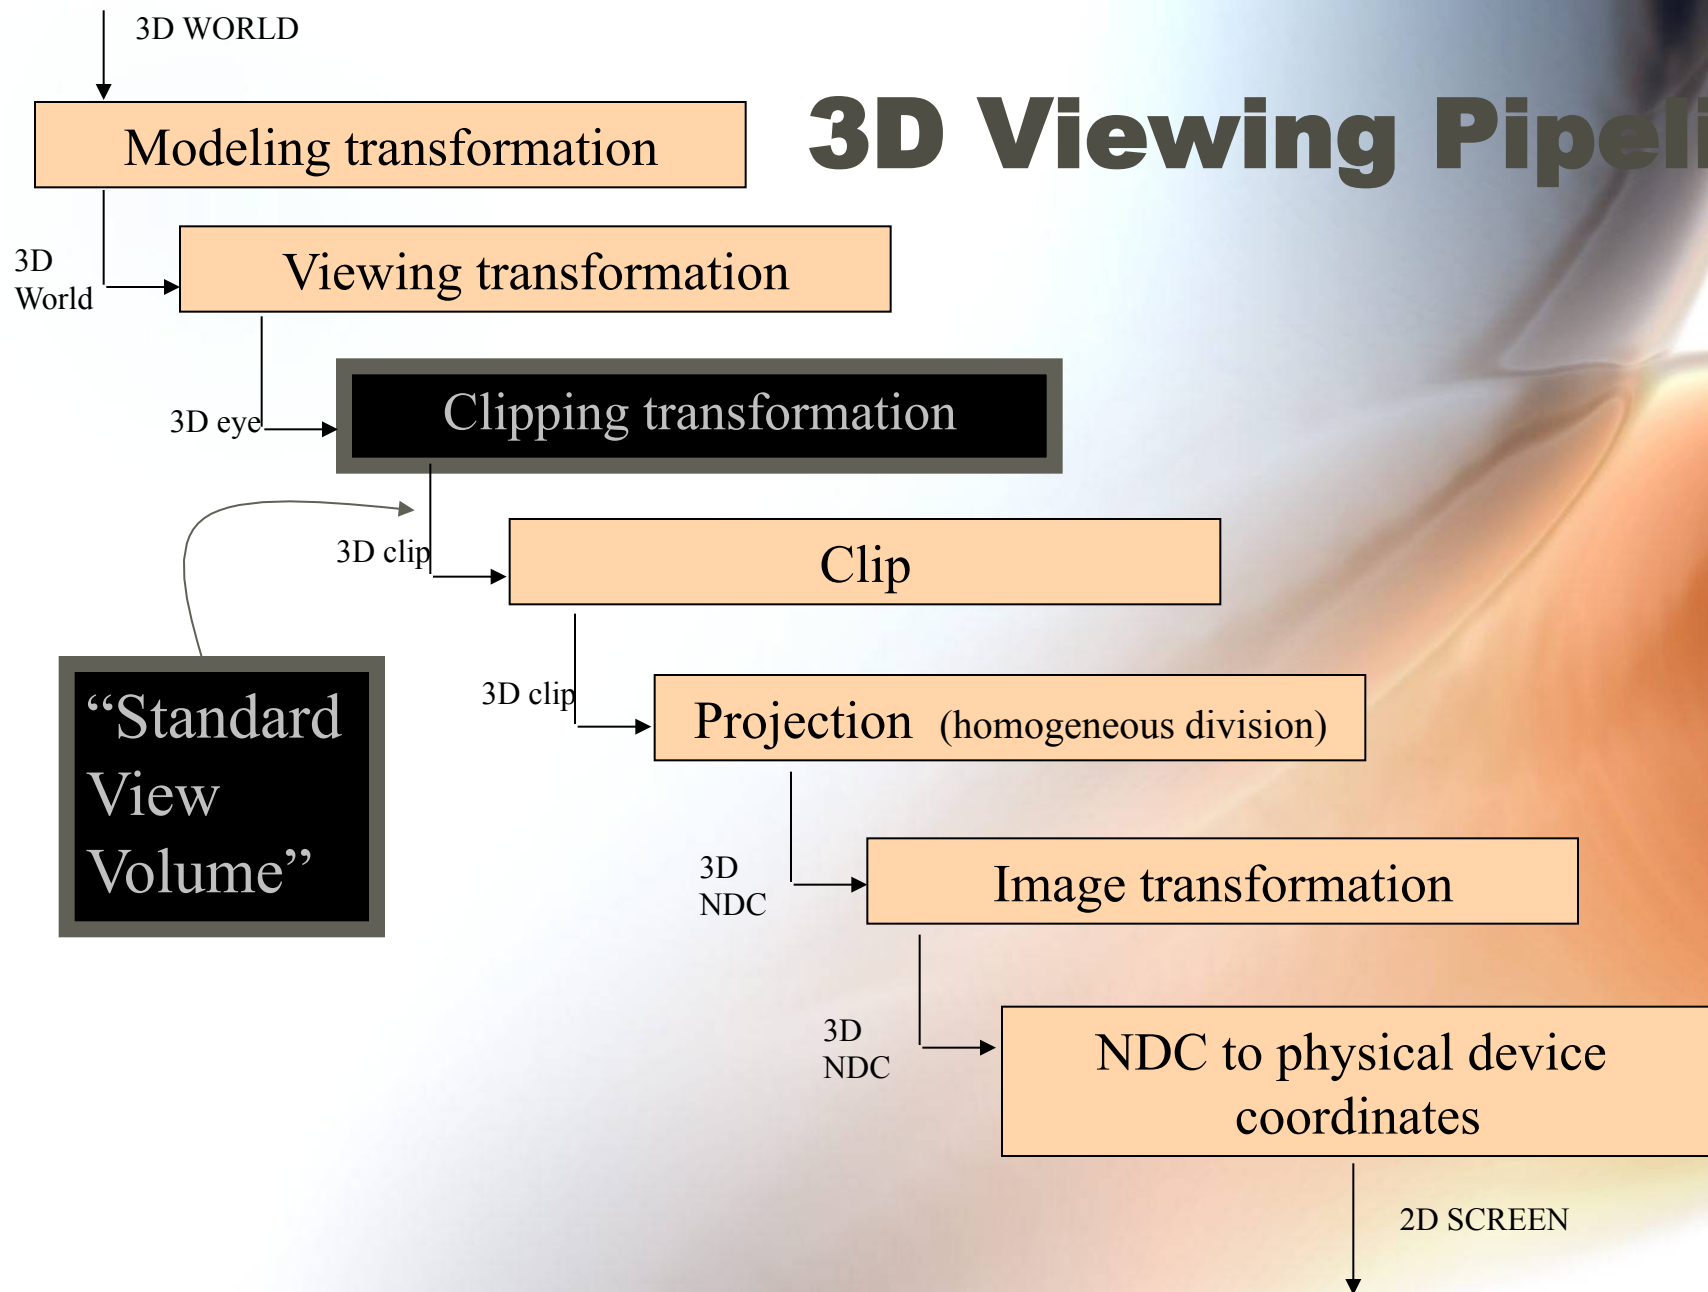 3D WORLD
3D Viewing Pipeli
Modeling transformation
3D
World
Viewing transformation
3D eye
Clipping transformation
3D clip
Clip
“Standard
View
Volume”
3D clip
Projection (homogeneous division)
3D
NDC
Image transformation
3D
NDC
NDC to physical device
coordinates
2D SCREEN